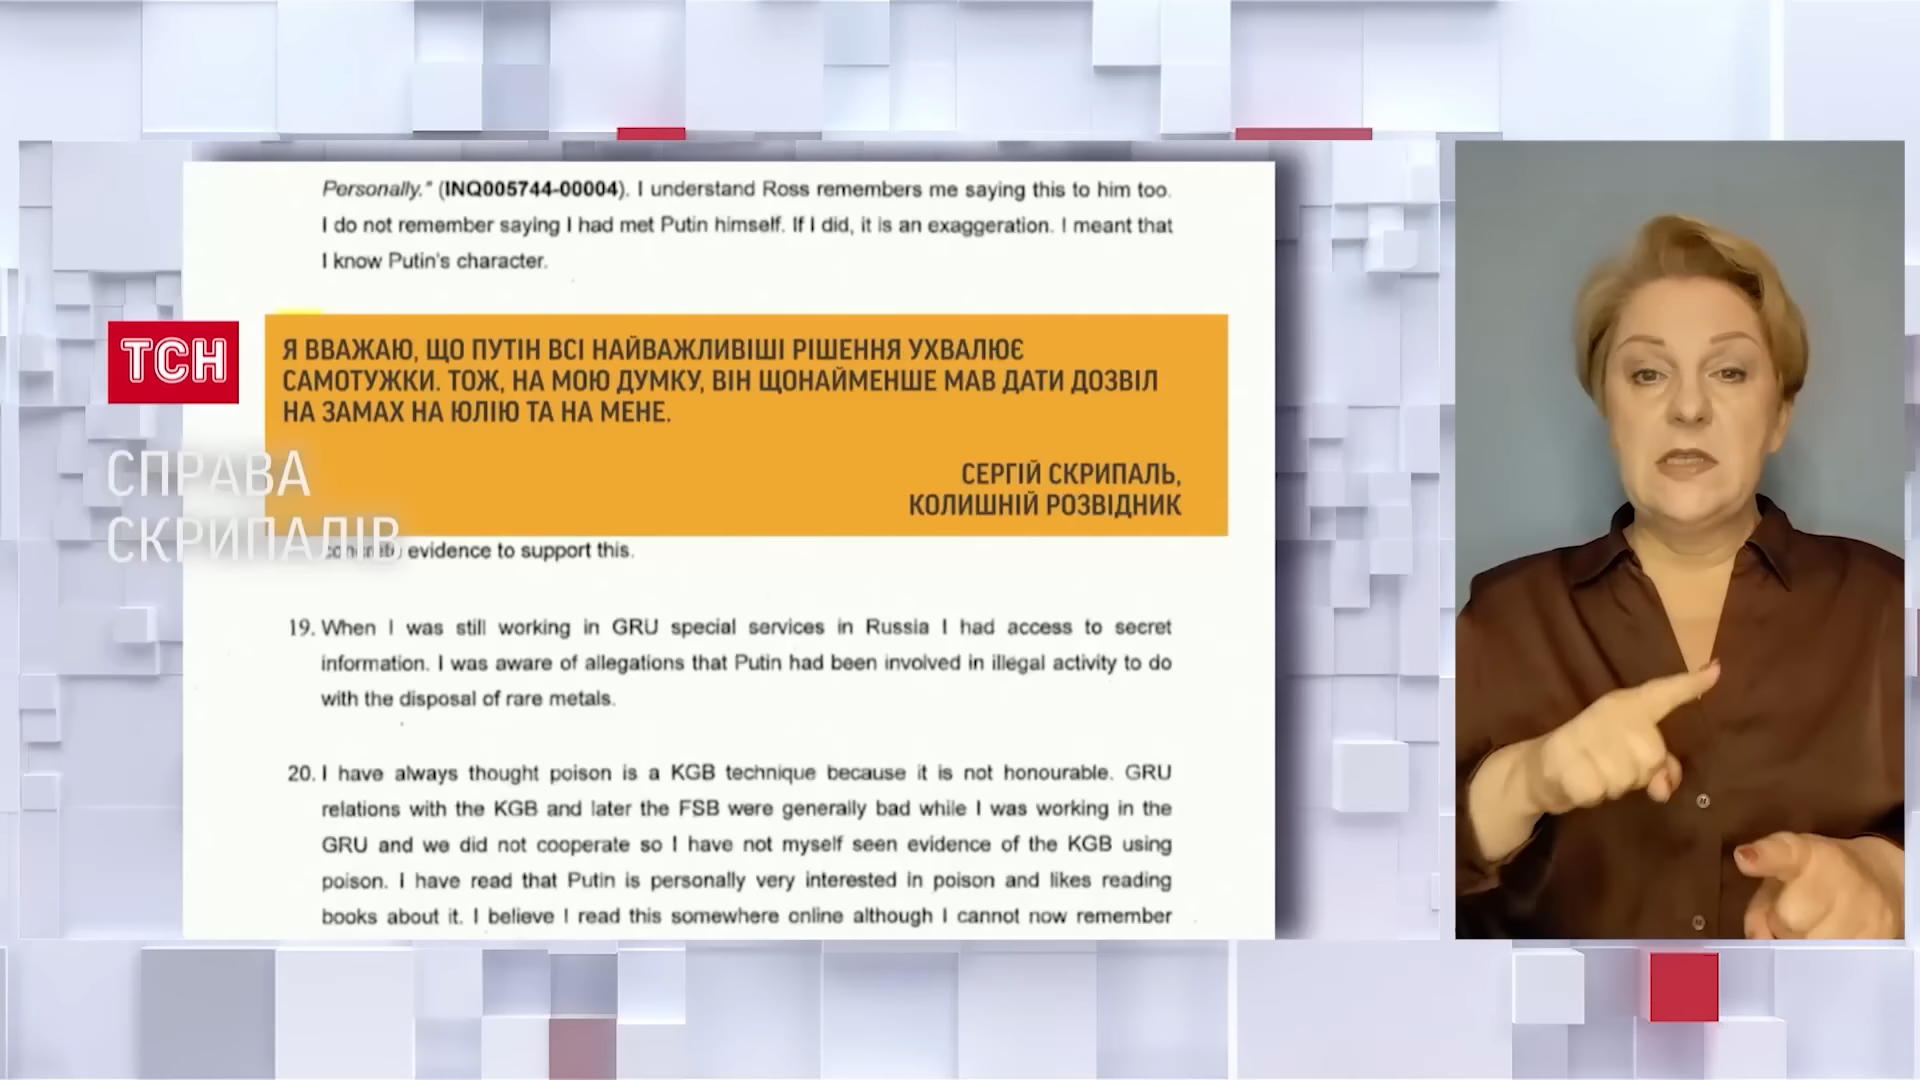 Personally." (INQ005744-00004). I understand Ross remembers me saying this to him too.
I do not remember saying I had met Putin himself. If I did, it is an exaggeration. I meant that
I know Putin's character.
ТСН
СПРАВА
СКРИПАЛІВ
Я ВВАЖАЮ, ЩО ПУТІН ВСІ НАЙВАЖЛИВІШІ РІШЕННЯ УХВАЛЮЄ
САМОТУЖКИ. ТОЖ, НА МОЮ ДУМКУ, ВІН ЩОНАЙМЕНШЕ МАВ ДАТИ ДОЗВІЛ
НА ЗАМАХ НА ЮЛІЮ ТА НА МЕНЕ.
СЕРГІЙ СКРИПАЛЬ,
КОЛИШНІЙ РОЗВІДНИК
concrete evidence to support this.
19. When I was still working in GRU special services in Russia I had access to secret
information. I was aware of allegations that Putin had been involved in illegal activity to do
with the disposal of rare metals.
20. I have always thought poison is a KGB technique because it is not honourable. GRU
relations with the KGB and later the FSB were generally bad while I was working in the
GRU and we did not cooperate so I have not myself seen evidence of the KGB using
poison. I have read that Putin is personally very interested in poison and likes reading
books about it. I believe I read this somewhere online although I cannot now remember